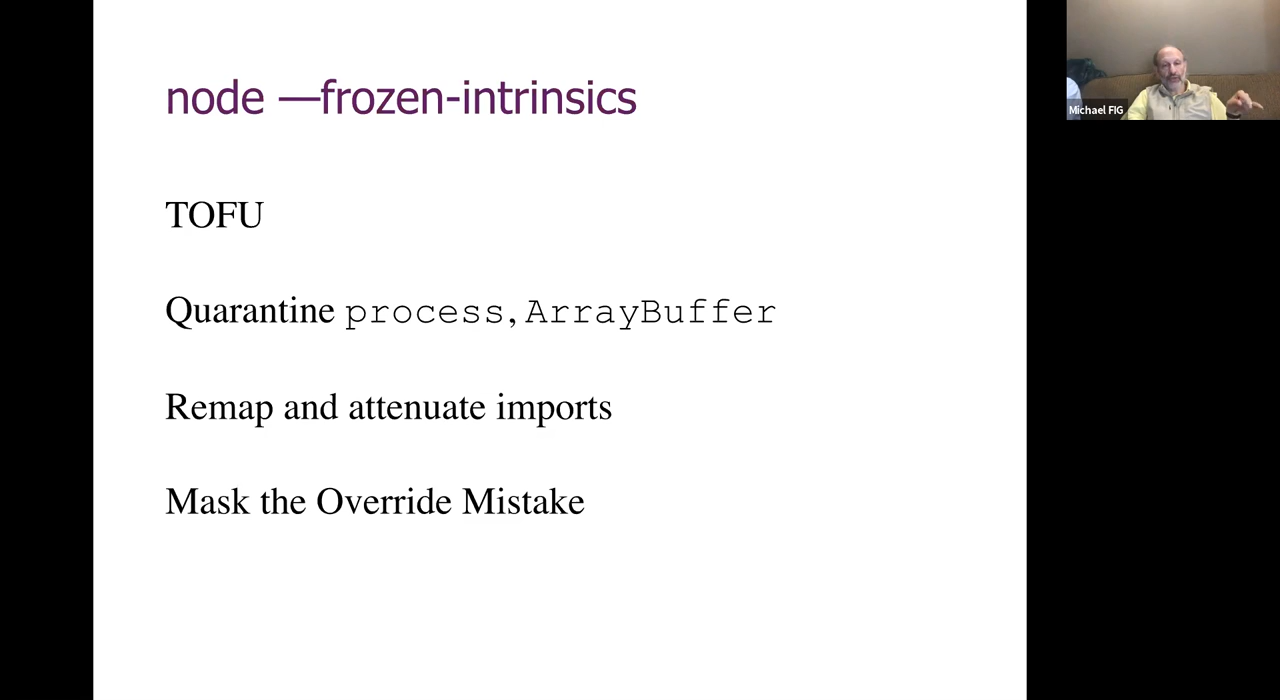 node —frozen-intrinsics
TOFU
Quarantine process, ArrayBuffer
Remap and attenuate imports
Mask the Override Mistake
Michael FIG